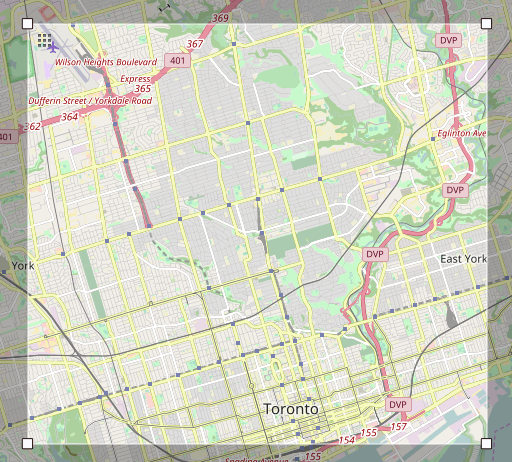 369
367
DVP
401
Wilson Heights Boulevard
Express
365
Dufferin Street / Yorkdale Road
364
362
401
Eglinton Ave
DVP
DVP
East York
York
DVP
Toronto
157
155
154
155
Spadina Avenue